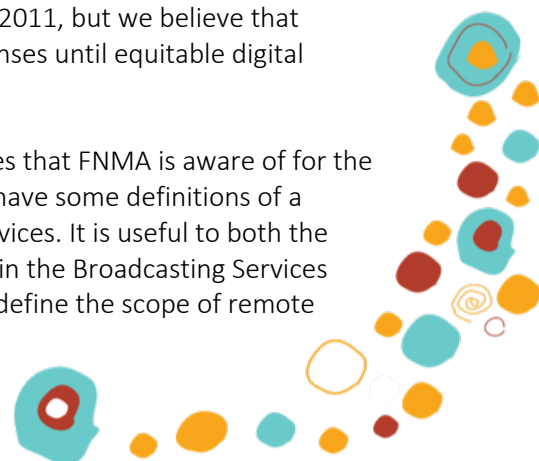 2011, but we believe that
nses until equitable digital
es that FNMA is aware of for the
have some definitions of a
vices. It is useful to both the
in the Broadcasting Services
define the scope of remote